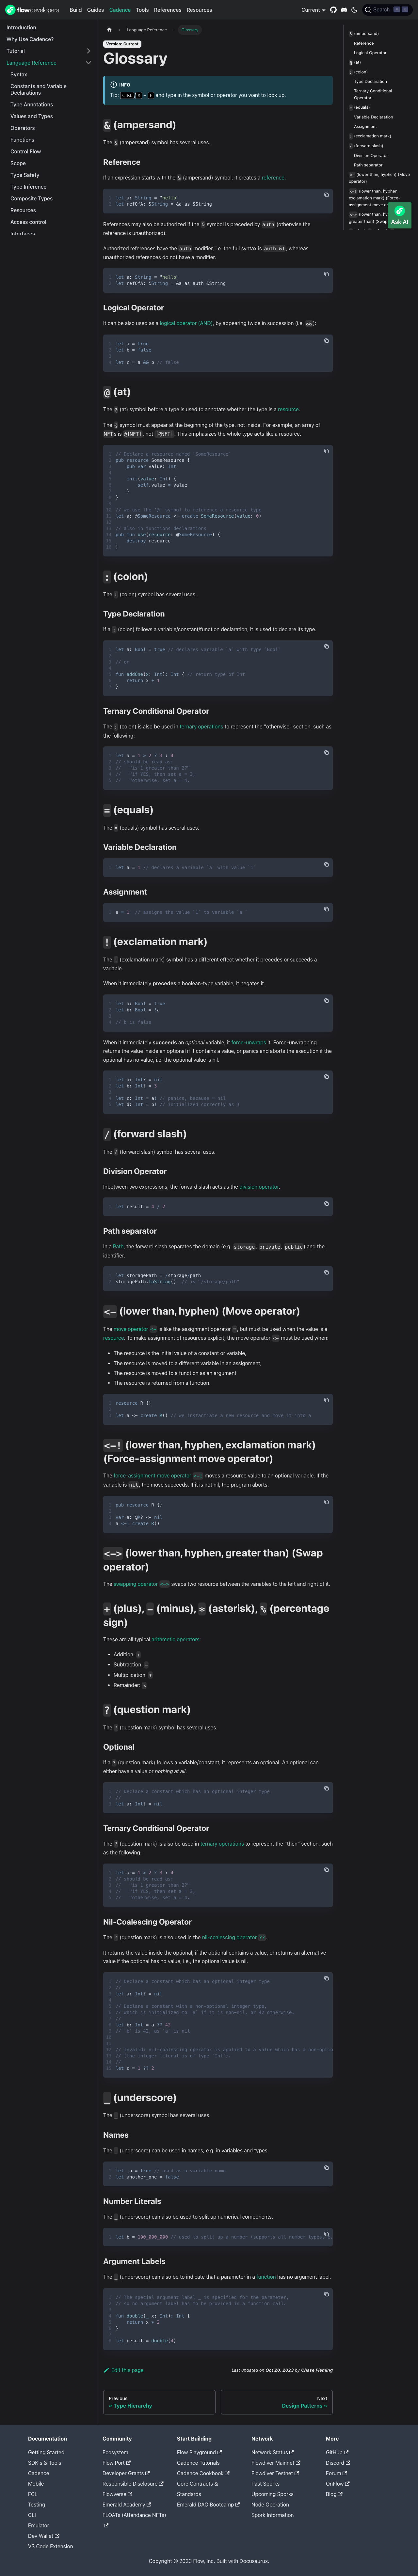 flowdevelopers
Build
Guides
Cadence
Tools
References
Resources
Current
Search
Introduction
Why Use Cadence?
Tutorial
Language Reference
Syntax
Constants and Variable
Declarations
Type Annotations
Values and Types
Operators
Functions
Control Flow
Scope
Type Safety
Type Inference
Composite Types
Resources
Access control
Interfaces
Language Reference
Glossary
Version: Current
Glossary
INFO
Tip: CTRL / ⌘ + F and type in the symbol or operator you want to look up.
& (ampersand)
The & (ampersand) symbol has several uses.
Reference
If an expression starts with the & (ampersand) symbol, it creates a reference.
let a: String = "hello"
let refOfA: &String = &a as &String
References may also be authorized if the & symbol is preceded by auth (otherwise the
reference is unauthorized).
Authorized references have the auth modifier, i.e. the full syntax is auth &T, whereas
unauthorized references do not have a modifier.
let a: String = "hello"
let refOfA: &String = &a as auth &String
Logical Operator
It can be also used as a logical operator (AND), by appearing twice in succession (i.e. &&):
let a = true
let b = false
let c = a && b // false
@ (at)
The @ (at) symbol before a type is used to annotate whether the type is a resource.
The @ symbol must appear at the beginning of the type, not inside. For example, an array of
NFTs is @[NFT], not [@NFT]. This emphasizes the whole type acts like a resource.
// Declare a resource named `SomeResource`
pub resource SomeResource {
pub var value: Int
init(value: Int) {
self.value = value
}
}
// we use the '@' symbol to reference a resource type
let a: @SomeResource <- create SomeResource(value: 0)
// also in functions declarations
pub fun use(resource: @SomeResource) {
destroy resource
}
: (colon)
The : (colon) symbol has several uses.
Type Declaration
If a : (colon) follows a variable/constant/function declaration, it is used to declare its type.
let a: Bool = true // declares variable `a` with type `Bool`
// or
fun addOne(x: Int): Int { // return type of Int
return x + 1
}
Ternary Conditional Operator
The : (colon) is also be used in ternary operations to represent the "otherwise" section, such as
the following:
let a = 1 > 2 ? 3 : 4
// should be read as:
// "is 1 greater than 2?"
// "if YES, then set a = 3,
// "otherwise, set a = 4.
= (equals)
The = (equals) symbol has several uses.
Variable Declaration
let a = 1 // declares a variable `a` with value `1`
Assignment
a = 1 // assigns the value `1` to variable `a`
! (exclamation mark)
The ! (exclamation mark) symbol has a different effect whether it precedes or succeeds a
variable.
When it immediately precedes a boolean-type variable, it negates it.
let a: Bool = true
let b: Bool = !a
// b is false
When it immediately succeeds an optional variable, it force-unwraps it. Force-unwrapping
returns the value inside an optional if it contains a value, or panics and aborts the execution if the
optional has no value, i.e. the optional value is nil.
let a: Int? = nil
let b: Int? = 3
let c: Int = a! // panics, because = nil
let d: Int = b! // initialized correctly as 3
/ (forward slash)
The / (forward slash) symbol has several uses.
Division Operator
Inbetween two expressions, the forward slash acts as the division operator.
let result = 4 / 2
Path separator
In a Path, the forward slash separates the domain (e.g. storage, private, public) and the
identifier.
let storagePath = /storage/path
storagePath.toString() // is "/storage/path"
<- (lower than, hyphen) (Move operator)
The move operator <- is like the assignment operator =, but must be used when the value is a
resource. To make assignment of resources explicit, the move operator <- must be used when:
• The resource is the initial value of a constant or variable,
• The resource is moved to a different variable in an assignment,
• The resource is moved to a function as an argument
• The resource is returned from a function.
resource R {}
let a <- create R() // we instantiate a new resource and move it into a
<-! (lower than, hyphen, exclamation mark)
(Force-assignment move operator)
The force-assignment move operator <-! moves a resource value to an optional variable. If the
variable is nil, the move succeeds. If it is not nil, the program aborts.
pub resource R {}
var a: @R? <- nil
a <-! create R()
<-> (lower than, hyphen, greater than) (Swap
operator)
The swapping operator <-> swaps two resource between the variables to the left and right of it.
+ (plus), - (minus), * (asterisk), % (percentage
sign)
These are all typical arithmetic operators:
• Addition: +
• Subtraction: -
• Multiplication: *
• Remainder: %
? (question mark)
The ? (question mark) symbol has several uses.
Optional
If a ? (question mark) follows a variable/constant, it represents an optional. An optional can
either have a value or nothing at all.
// Declare a constant which has an optional integer type
//
let a: Int? = nil
Ternary Conditional Operator
The ? (question mark) is also be used in ternary operations to represent the "then" section, such
as the following:
let a = 1 > 2 ? 3 : 4
// should be read as:
// "is 1 greater than 2?"
// "if YES, then set a = 3,
// "otherwise, set a = 4.
Nil-Coalescing Operator
The ? (question mark) is also used in the nil-coalescing operator ??.
It returns the value inside the optional, if the optional contains a value, or returns an alternative
value if the optional has no value, i.e., the optional value is nil.
// Declare a constant which has an optional integer type
//
let a: Int? = nil
// Declare a constant with a non-optional integer type,
// which is initialized to `a` if it is non-nil, or 42 otherwise.
//
let b: Int = a ?? 42
// `b` is 42, as `a` is nil
// Invalid: nil-coalescing operator is applied to a value which has a non-optio
// (the integer literal is of type `Int`).
//
let c = 1 ?? 2
_ (underscore)
The _ (underscore) symbol has several uses.
Names
The _ (underscore) can be used in names, e.g. in variables and types.
let _a = true // used as a variable name
let another_one = false
Number Literals
The _ (underscore) can also be used to split up numerical components.
let b = 100_000_000 // used to split up a number (supports all number types,
Argument Labels
The _ (underscore) can also be to indicate that a parameter in a function has no argument label.
// The special argument label _ is specified for the parameter,
// so no argument label has to be provided in a function call.
fun double(_ x: Int): Int {
return x * 2
}
let result = double(4)
Edit this page
Last updated on Oct 20, 2023 by Chase Fleming
Previous
« Type Hierarchy
Next
Design Patterns »
& (ampersand)
Reference
Logical Operator
@ (at)
: (colon)
Type Declaration
Ternary Conditional
Operator
= (equals)
Variable Declaration
Assignment
! (exclamation mark)
/ (forward slash)
Division Operator
Path separator
<- (lower than, hyphen) (Move
operator)
<-! (lower than, hyphen,
exclamation mark) (Force-
assignment move
<-> (lower than,
greater than) (Swap
Ask AI
Documentation
Getting Started
SDK's & Tools
Cadence
Mobile
FCL
Testing
CLI
Emulator
Dev Wallet
VS Code Extension
Community
Ecosystem
Flow Port
Developer Grants
Responsible Disclosure
Flowverse
Emerald Academy
FLOATs (Attendance NFTs)
Start Building
Flow Playground
Cadence Tutorials
Cadence Cookbook
Core Contracts &
Standards
Emerald DAO Bootcamp
Network
Network Status
Flowdiver Mainnet
Flowdiver Testnet
Past Sporks
Upcoming Sporks
Node Operation
Spork Information
More
GitHub
Discord
Forum
OnFlow
Blog
Copyright © 2023 Flow, Inc. Built with Docusaurus.